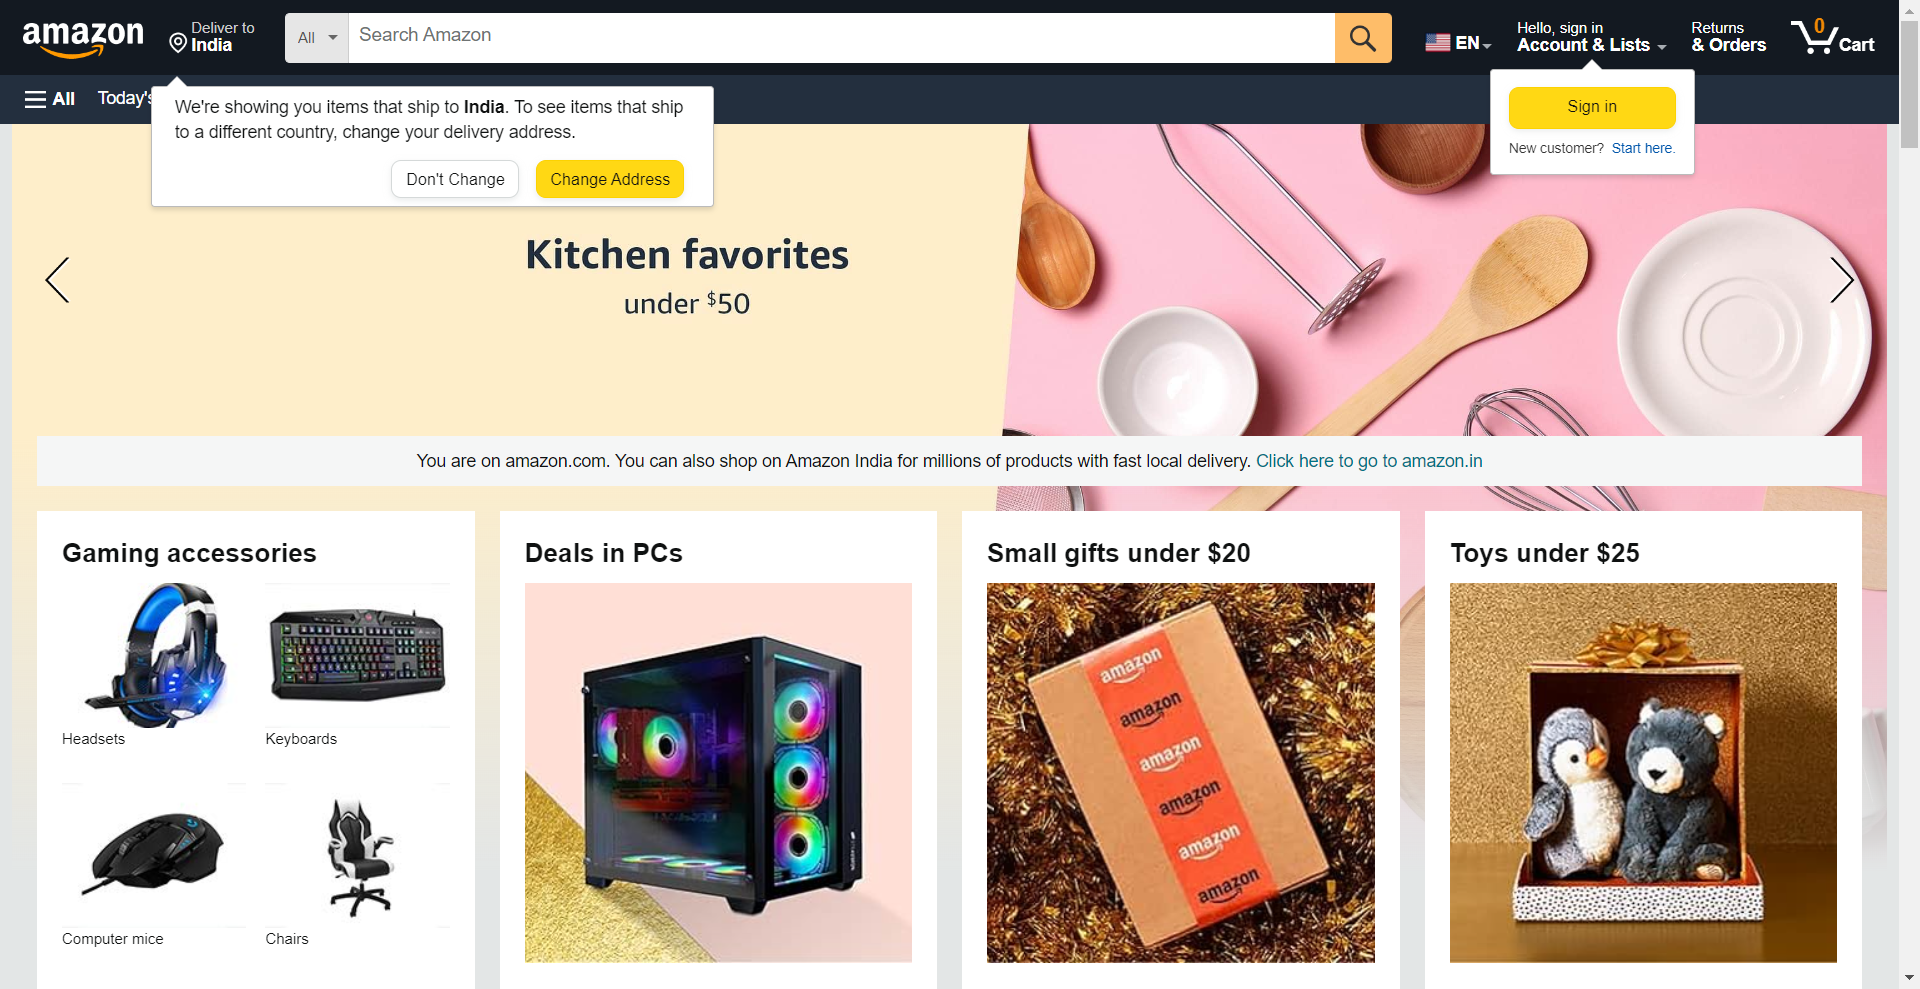 amazon
Deliver to
India
All
Search Amazon
EN
Hello, sign in
Account & Lists
Returns
& Orders
0
Cart
All
Today's
We're showing you items that ship to India. To see items that ship
to a different country, change your delivery address.
Don't Change
Change Address
Sign in
New customer? Start here.
Kitchen favorites
under $50
You are on amazon.com. You can also shop on Amazon India for millions of products with fast local delivery. Click here to go to amazon.in
Gaming accessories
Headsets
Keyboards
Computer mice
Chairs
Deals in PCs
Small gifts under $20
amazon
amazon
amazon
amazon
amazon
amazon
Toys under $25